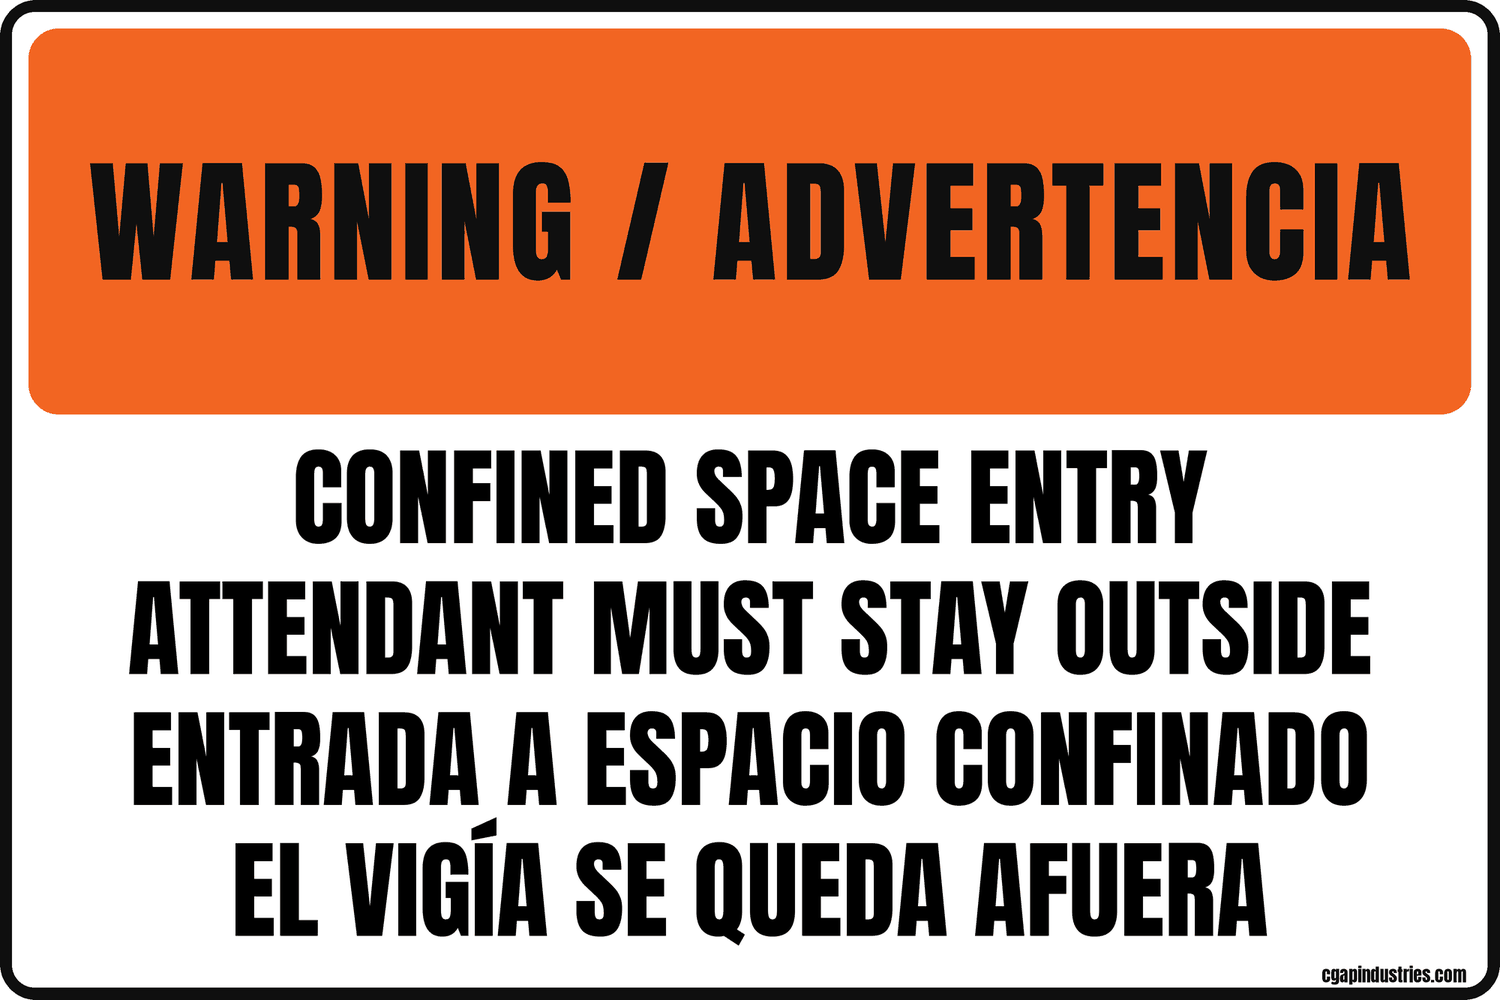 WARNING / ADVERTENCIA
CONFINED SPACE ENTRY
ATTENDANT MUST STAY OUTSIDE
ENTRADA A ESPACIO CONFINADO
EL VIGÍA SE QUEDA AFUERA
cgapindustries.com